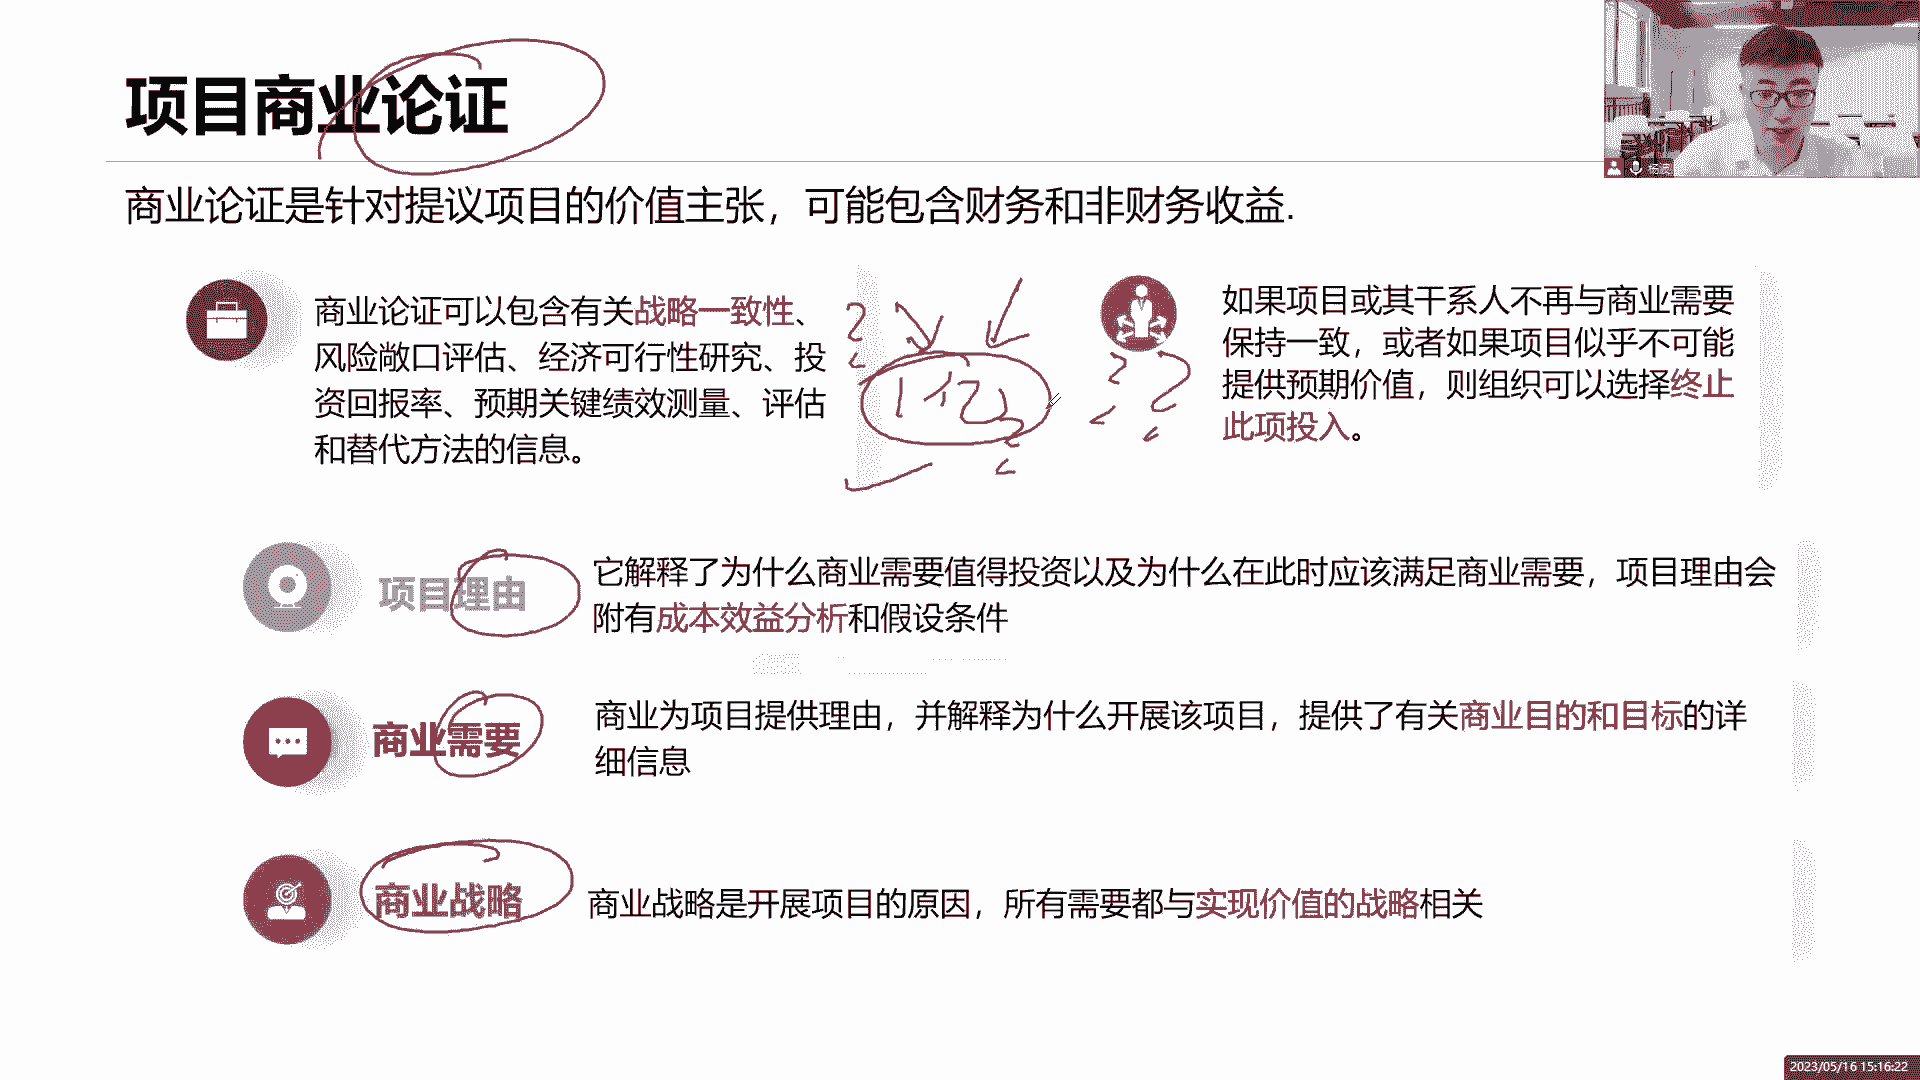 项目商业论证
商业论证是针对提议项目的价值主张，可能包含财务和非财务收益.
商业论证可以包含有关战略一致性、
风险敞口评估、经济可行性研究、投
资回报率、预期关键绩效测量、评估
和替代方法的信息。
1亿
如果项目或其干系人不再与商业需要
保持一致，或者如果项目似乎不可能
提供预期价值，则组织可以选择终止
此项投入。
项目理由
它解释了为什么商业需要值得投资以及为什么在此时应该满足商业需要，项目理由会
附有成本效益分析和假设条件
商业需要
商业为项目提供理由，并解释为什么开展该项目，提供了有关商业目的和目标的详
细信息
商业战略
商业战略是开展项目的原因，所有需要都与实现价值的战略相关
2023/05/16 15:16:22